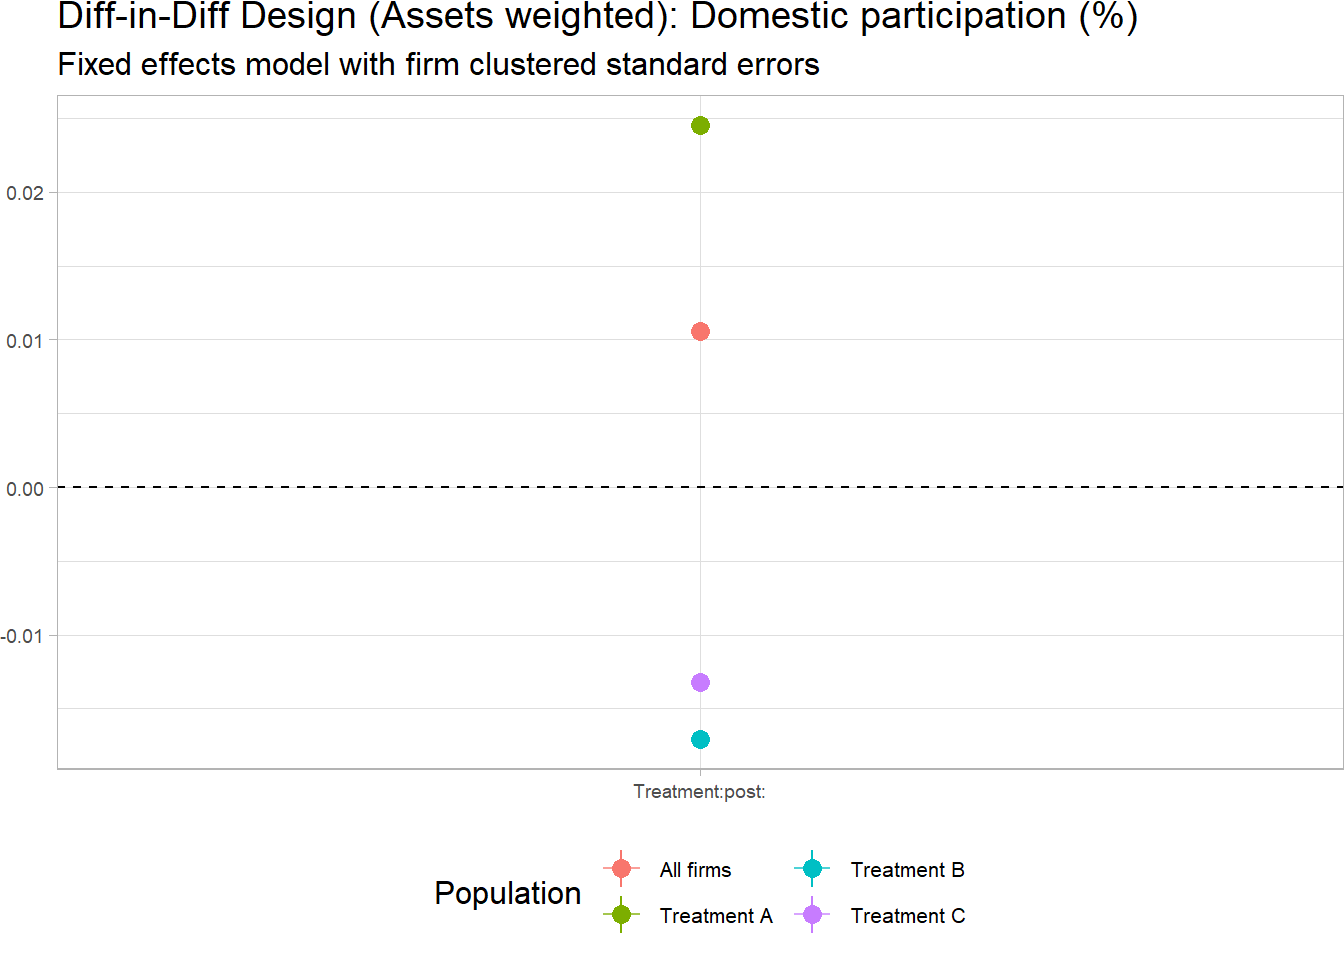 Diff-in-Diff Design (Assets weighted): Domestic participation (%)
Fixed effects model with firm clustered standard errors
0.02
0.01
0.00
-0.01
Treatment:post:
Population
All firms
Treatment A
Treatment B
Treatment C